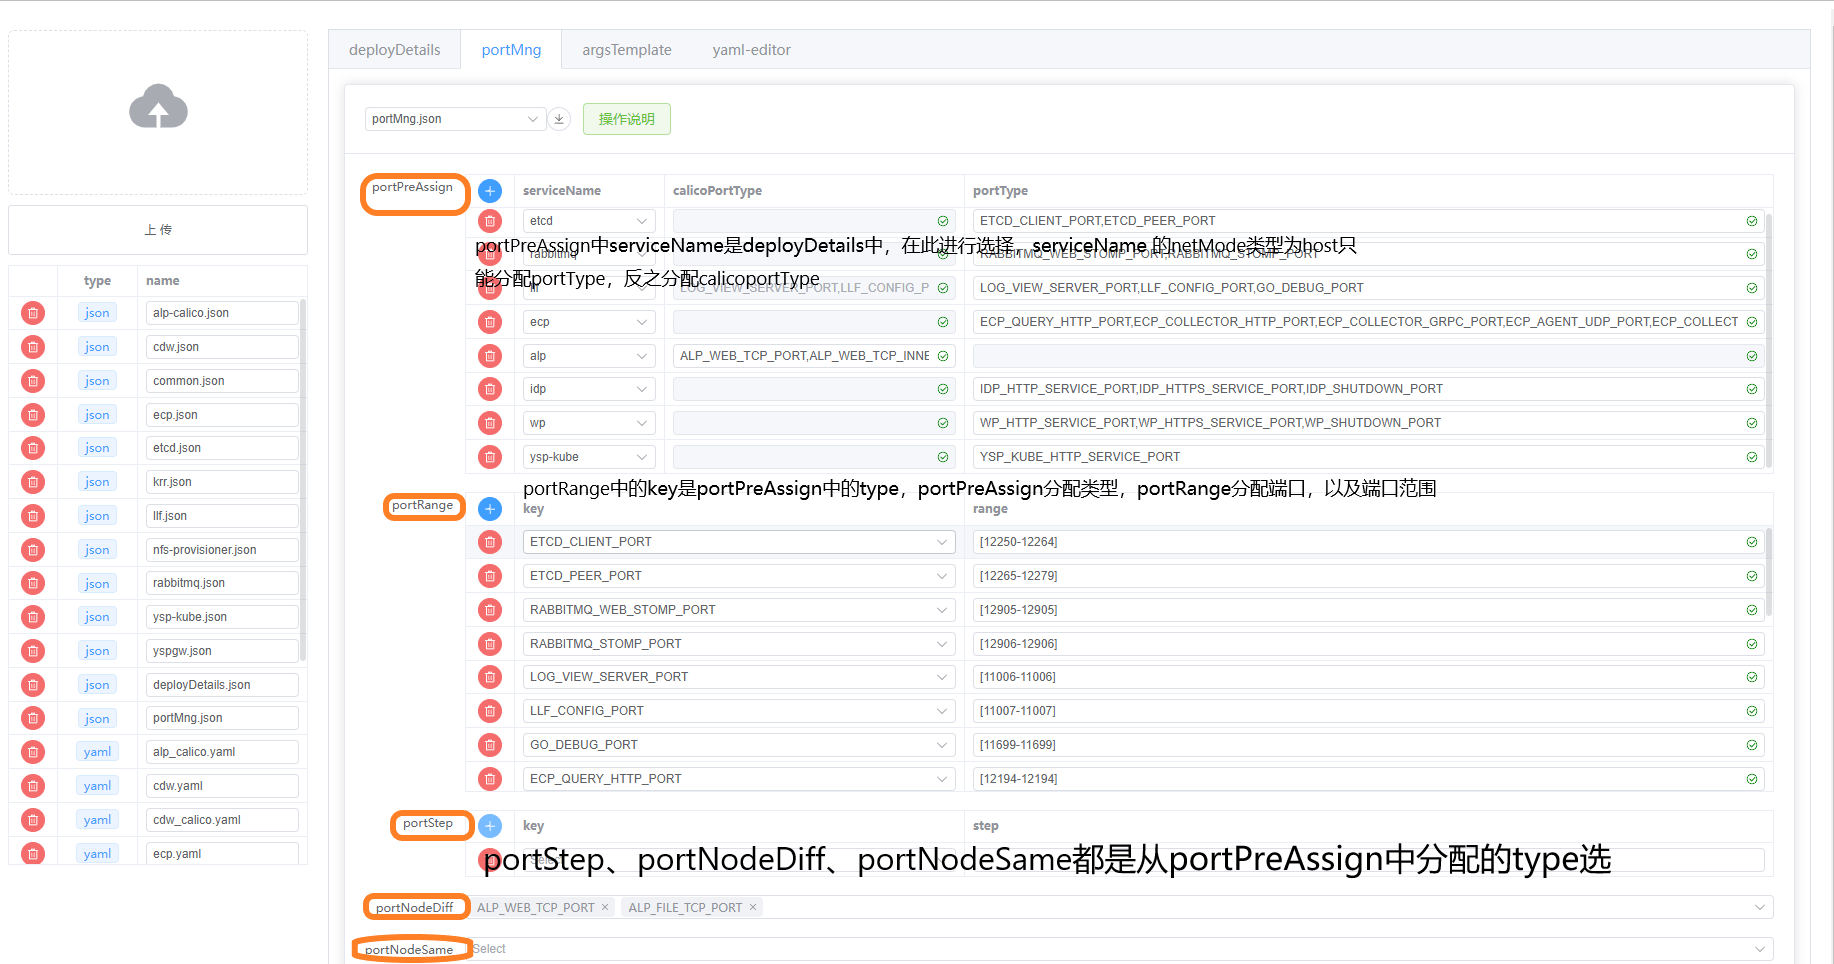 deployDetails portMng argsTemplate yaml-editor
portMng.json 操作说明
上 传
type name
json alp-calico.json
json cdw.json
json common.json
json ecp.json
json etcd.json
json krr.json
json llf.json
json nfs-provisioner.json
json rabbitmq.json
json ysp-kube.json
json yspgw.json
json deployDetails.json
json portMng.json
yaml alp_calico.yaml
yaml cdw.yaml
yaml cdw_calico.yaml
yaml ecp.yaml
portPreAssign serviceName calicoPortType portType
etcd ETCD_CLIENT_PORT,ETCD_PEER_PORT
portPreAssign中serviceName是deployDetails中，在此进行选择，serviceName 的netMode类型为host只
rabbitmq RABBITMQ_WEB_STOMP_PORT,RABBITMQ_STOMP_PORT
能分配portType，反之分配calicoportType
LOG_VIEW_SERVER_PORT,LLF_CONFIG_P LOG_VIEW_SERVER_PORT,LLF_CONFIG_PORT,GO_DEBUG_PORT
ecp ECP_QUERY_HTTP_PORT,ECP_COLLECTOR_HTTP_PORT,ECP_COLLECTOR_GRPC_PORT,ECP_AGENT_UDP_PORT,ECP_COLLECT
alp ALP_WEB_TCP_PORT,ALP_WEB_TCP_INNE
idp IDP_HTTP_SERVICE_PORT,IDP_HTTPS_SERVICE_PORT,IDP_SHUTDOWN_PORT
wp WP_HTTP_SERVICE_PORT,WP_HTTPS_SERVICE_PORT,WP_SHUTDOWN_PORT
ysp-kube YSP_KUBE_HTTP_SERVICE_PORT
portRange中的key是portPreAssign中的type，portPreAssign分配类型，portRange分配端口，以及端口范围
portRange key range
ETCD_CLIENT_PORT [12250-12264]
ETCD_PEER_PORT [12265-12279]
RABBITMQ_WEB_STOMP_PORT [12905-12905]
RABBITMQ_STOMP_PORT [12906-12906]
LOG_VIEW_SERVER_PORT [11006-11006]
LLF_CONFIG_PORT [11007-11007]
GO_DEBUG_PORT [11699-11699]
ECP_QUERY_HTTP_PORT [12194-12194]
portStep key step
portStep、portNodeDiff、portNodeSame都是从portPreAssign中分配的type选
portNodeDiff ALP_WEB_TCP_PORT × ALP_FILE_TCP_PORT ×
portNodeSame Select